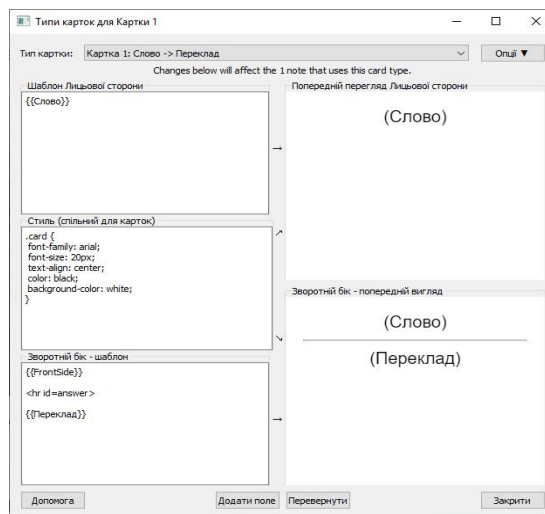 Типи карток для Картки 1
Тип картки:
Картка 1: Слово -> Переклад
Опції ▼
Changes below will affect the 1 note that uses this card type.
Шаблон Лицьової сторони
{{Слово}}
→
Попередній перегляд Лицьової сторони
(Слово)
Стиль (спільний для карток)
.card {
font-family: arial;
font-size: 20px;
text-align: center;
color: black;
background-color: white;
}
↗
↘
Зворотній бік - попередній вигляд
(Слово)
(Переклад)
Зворотній бік - шаблон
{{FrontSide}}
<hr id=answer>
{{Переклад}}
→
Допомога
Додати поле
Перевернути
Закрити